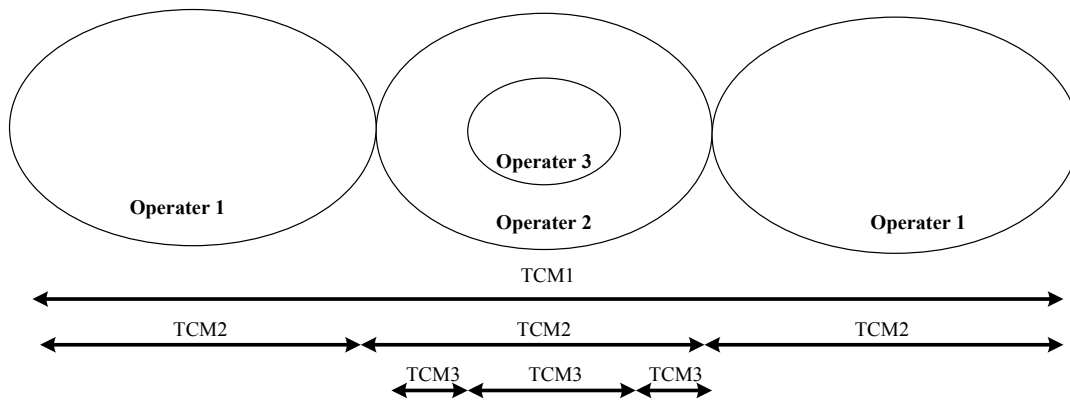 Operater 3
Operater 1
Operater 2
Operater 1
TCM1
TCM2
TCM2
TCM2
TCM3
TCM3
TCM3